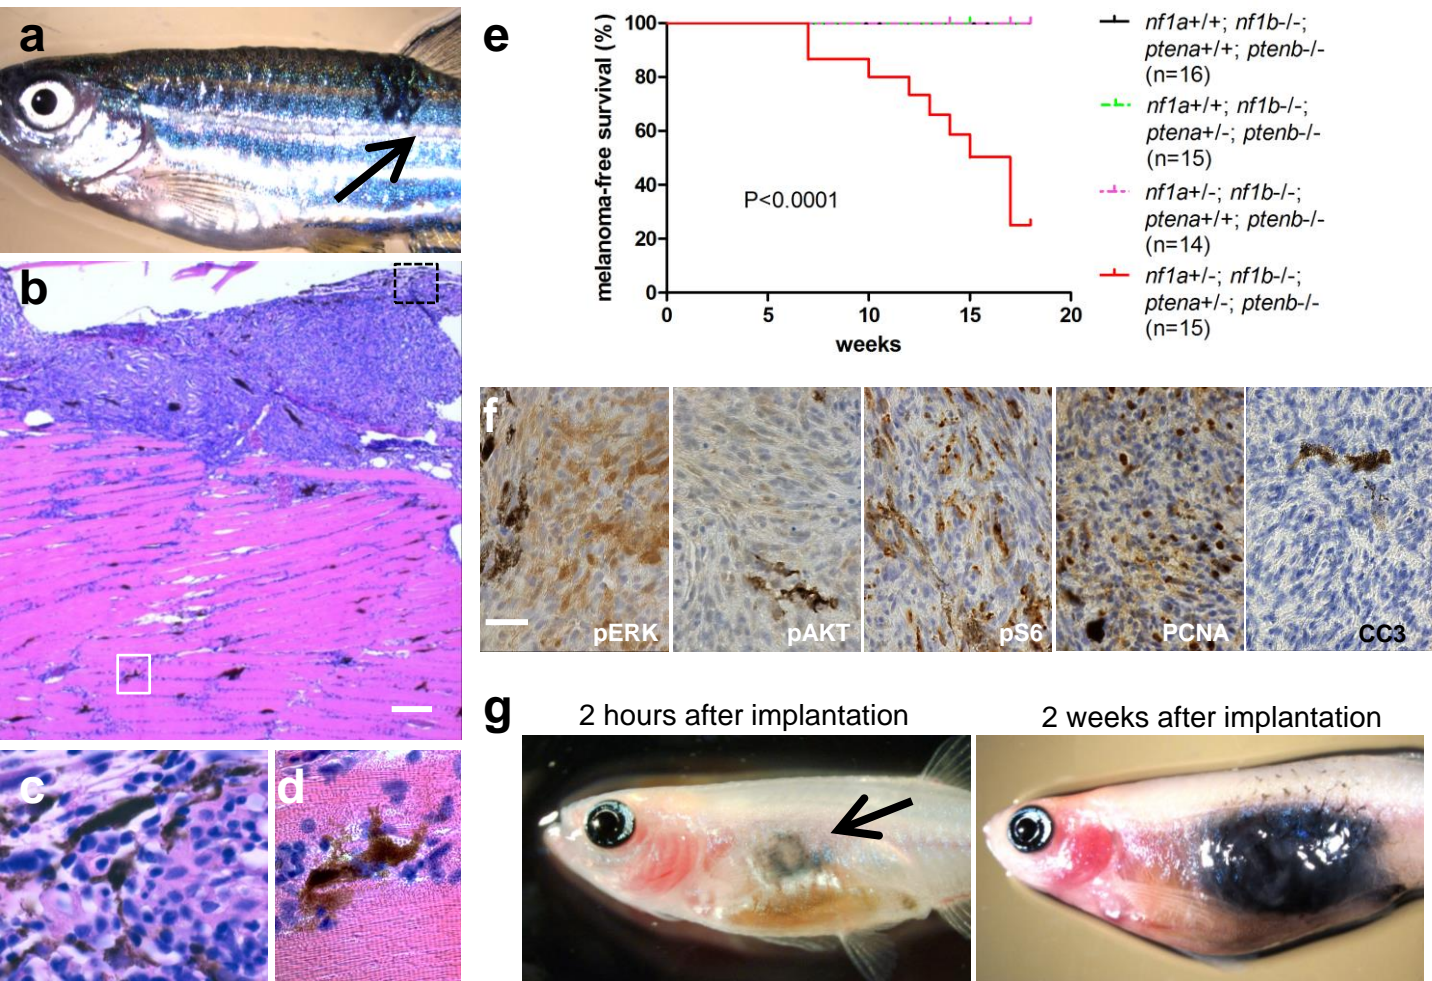 a
b
c
d
e
melanoma-free survival (%)
100
80
60
40
20
0
P<0.0001
0 5 10 15 20
weeks
nf1a+/+; nf1b-/-;
ptena+/+; ptenb-/-
(n=16)
nf1a+/+; nf1b-/-;
ptena+/-; ptenb-/-
(n=15)
nf1a+/-; nf1b-/-;
ptena+/+; ptenb-/-
(n=14)
nf1a+/-; nf1b-/-;
ptena+/-; ptenb-/-
(n=15)
f
pERK pAKT pS6 PCNA CC3
g
2 hours after implantation 2 weeks after implantation